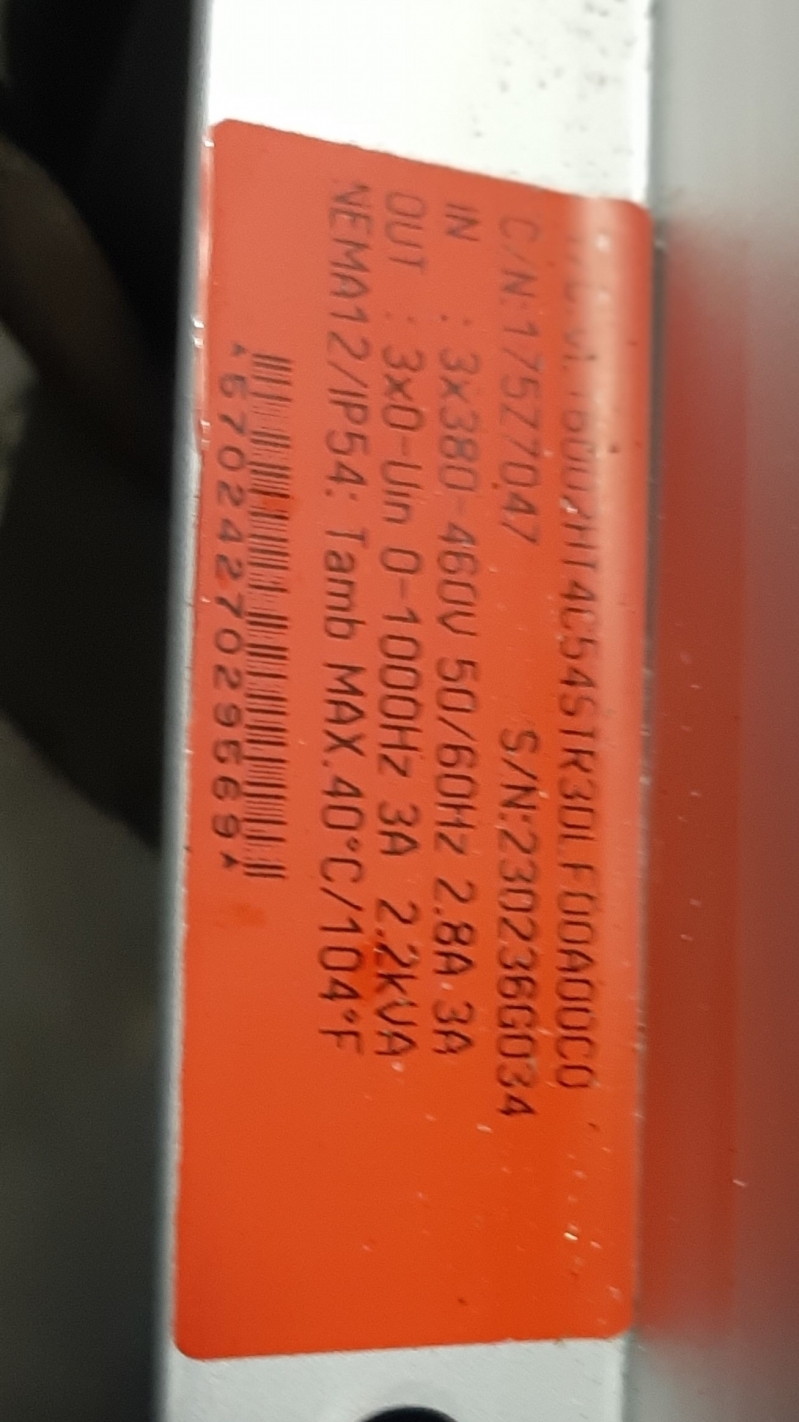 C/N:175Z7047 S/N:230236G034
IN : 3x380-460V 50/60Hz 2.8A 3A
OUT : 3x0-Uin 0-1000Hz 3A 2.2kVA
NEMA12/IP54: Tamb MAX.40°C/104°F
*5702427029569*